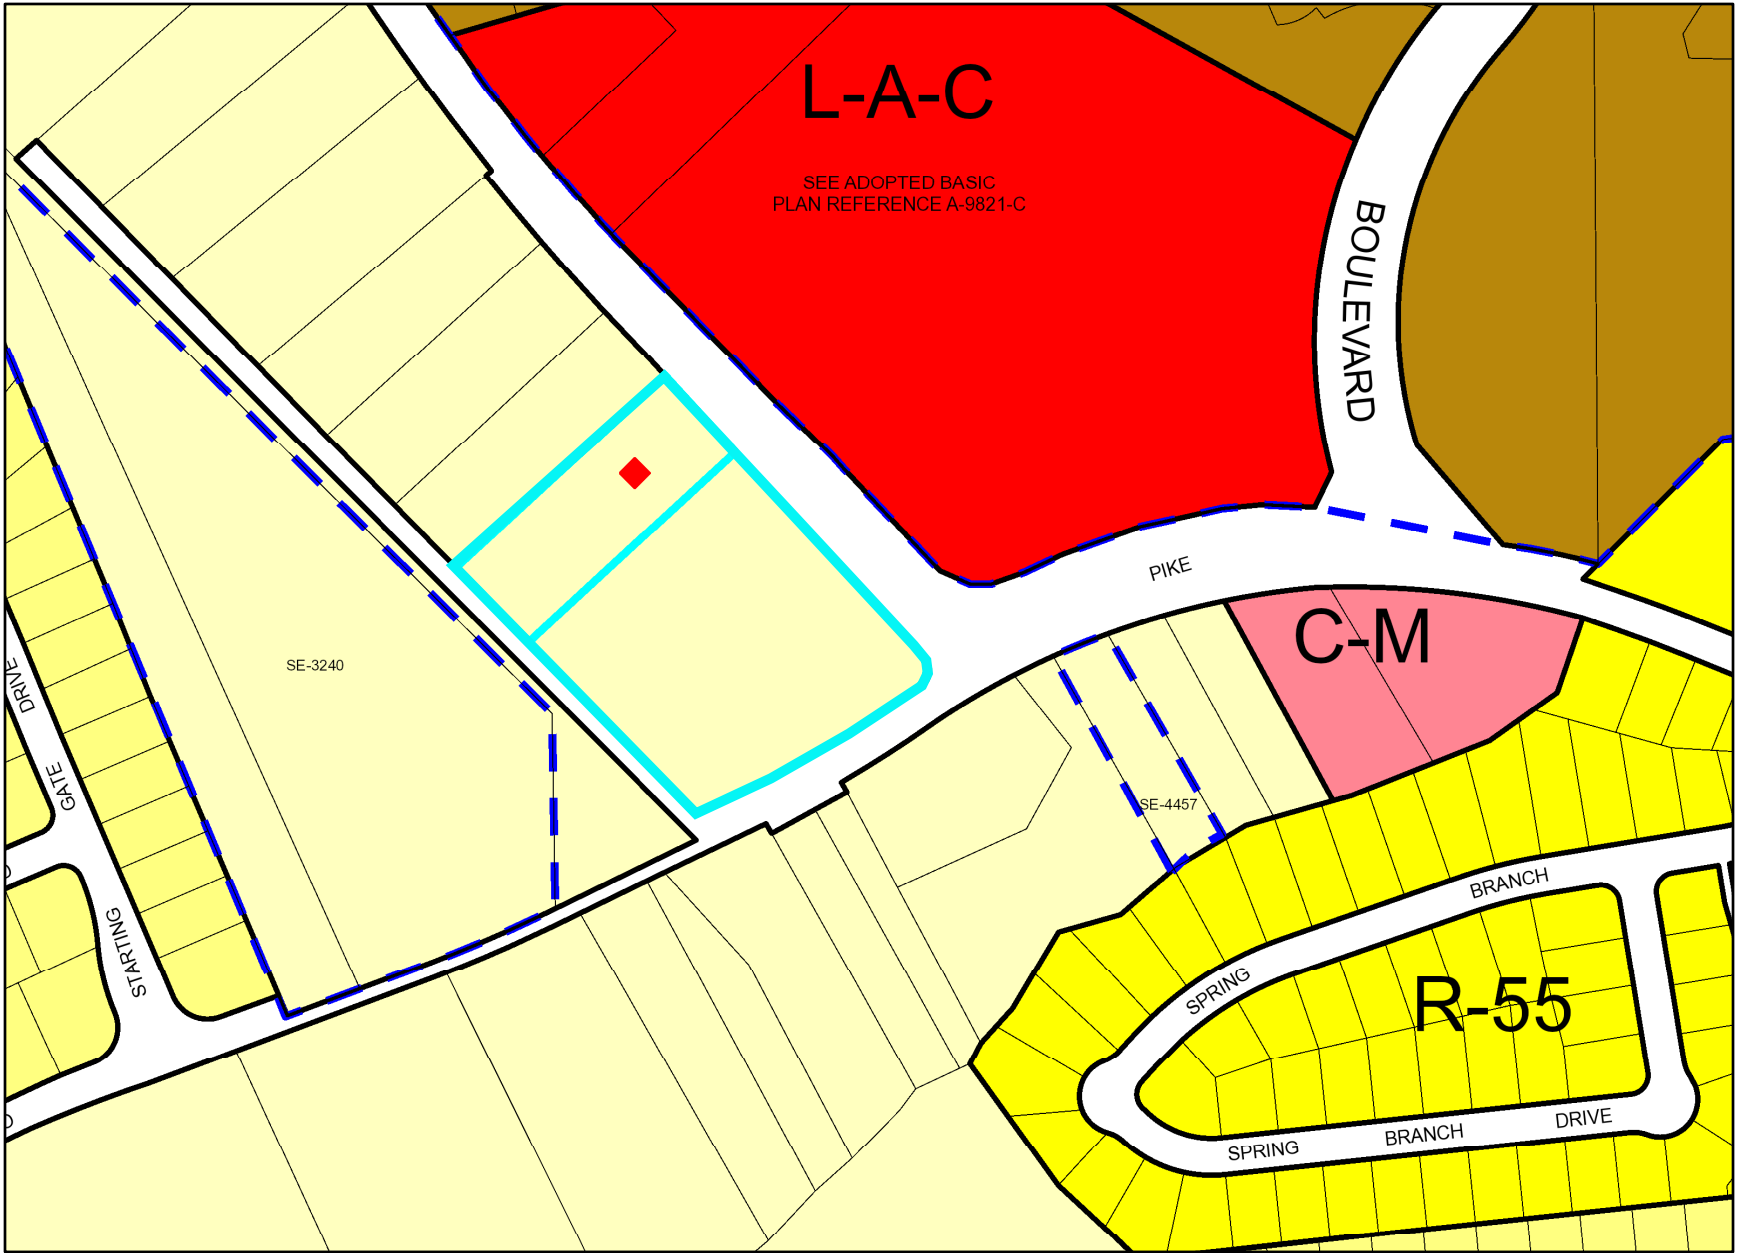 L-A-C
SEE ADOPTED BASIC
PLAN REFERENCE A-9821-C
BOULEVARD
PIKE
C-M
SE-3240
DRIVE
GATE
STARTING
SE-4457
BRANCH
SPRING
R-55
SPRING BRANCH DRIVE